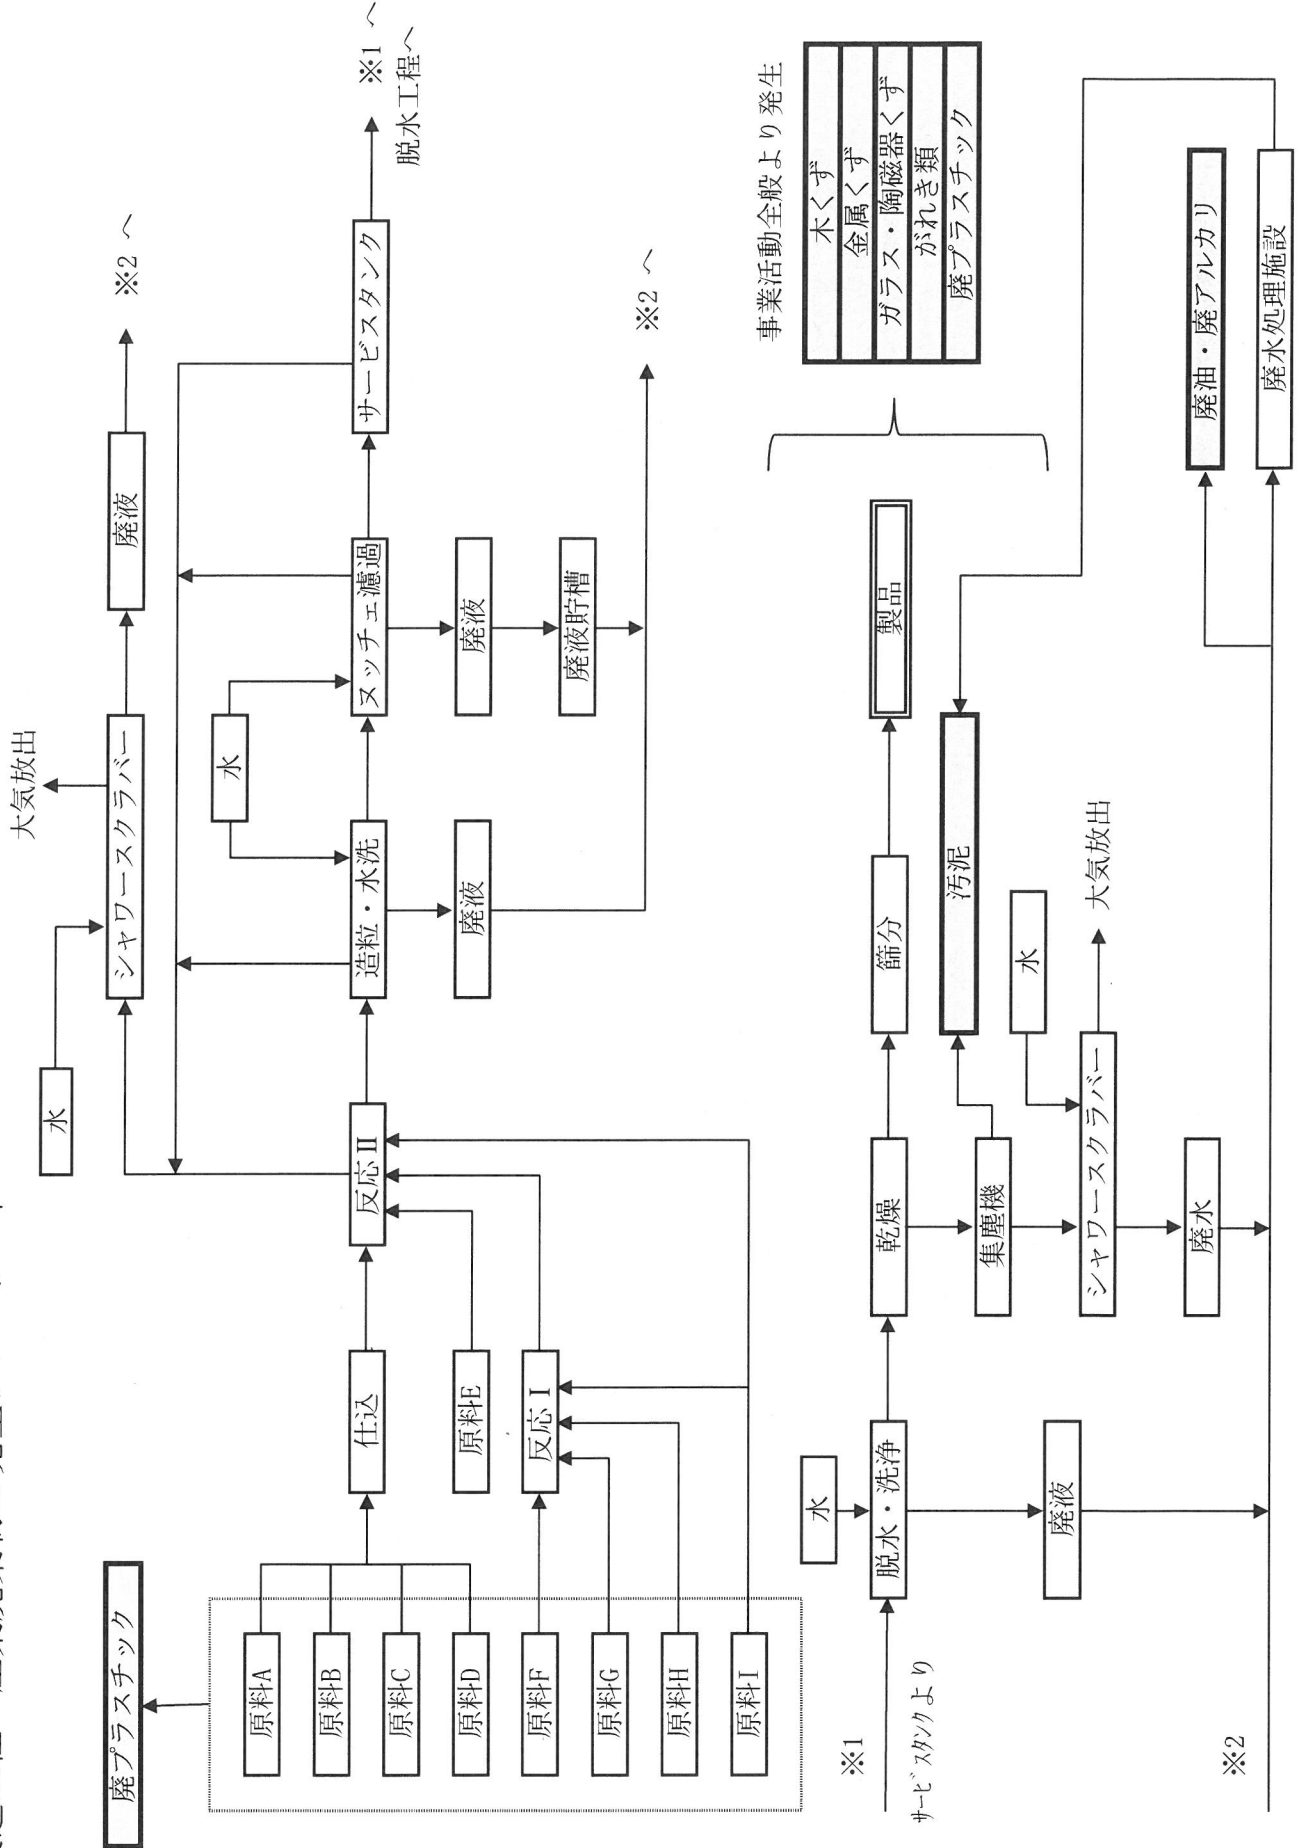 廃プラスチック
原料A
原料B
原料C
原料D
原料F
原料G
原料H
原料I
仕込
原料E
反応Ⅰ
反応Ⅱ
水
シャワースクラバー
大気放出
廃液
※2 へ
造粒・水洗
水
ヌッチェ濾過
サービスタンク
※1 へ
脱水工程へ
廃液
廃液
廃液貯槽
※2 へ
※1
サービスタンクより
水
脱水・洗浄
乾燥
篩分
製品
廃液
集塵機
汚泥
水
シャワースクラバー
大気放出
廃水
※2
廃油・廃アルカリ
廃水処理施設
事業活動全般より発生
木くず
金属くず
ガラス・陶磁器くず
がれき類
廃プラスチック